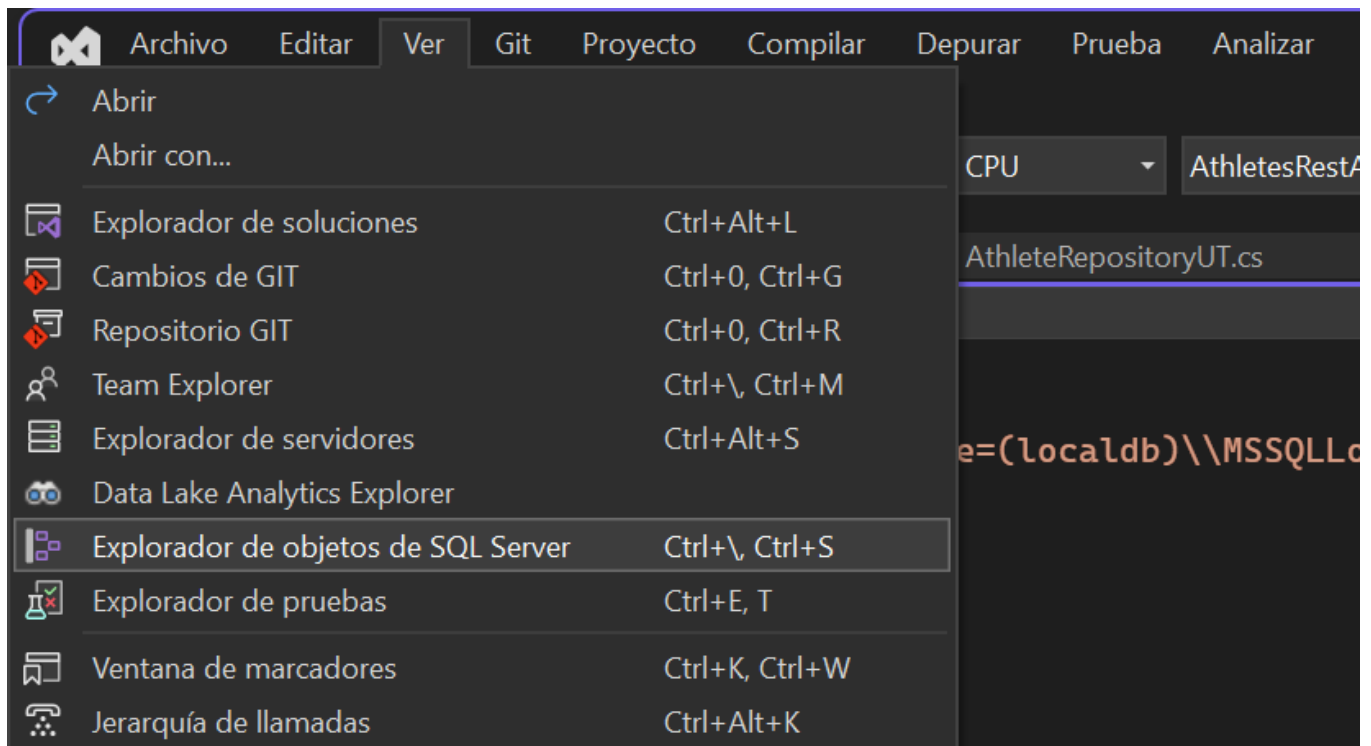 Archivo Editar Ver Git Proyecto Compilar Depurar Prueba Analizar
Abrir
Abrir con...
CPU AthletesRestA
Explorador de soluciones Ctrl+Alt+L
AthleteRepositoryUT.cs
Cambios de GIT Ctrl+0, Ctrl+G
Repositorio GIT Ctrl+0, Ctrl+R
Team Explorer Ctrl+\, Ctrl+M
Explorador de servidores Ctrl+Alt+S
e=(localdb)\\MSSQLLo
Data Lake Analytics Explorer
Explorador de objetos de SQL Server Ctrl+\, Ctrl+S
Explorador de pruebas Ctrl+E, T
Ventana de marcadores Ctrl+K, Ctrl+W
Jerarquía de llamadas Ctrl+Alt+K